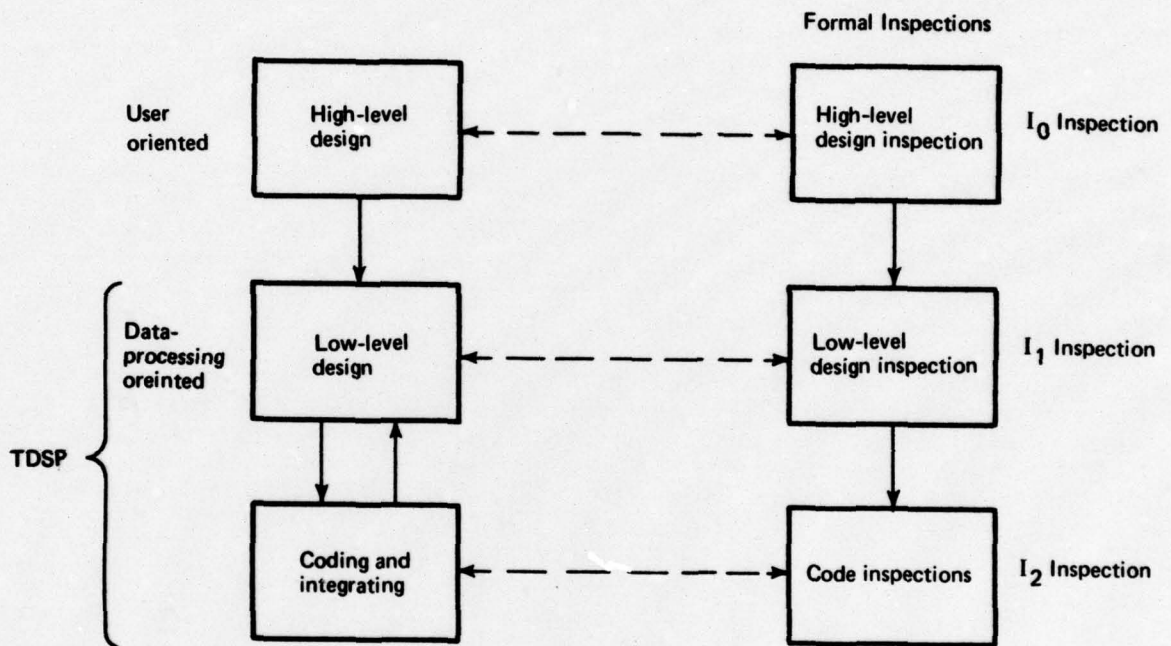 Formal Inspections
User
oriented
High-level
design
High-level
design inspection
I0 Inspection
Data-
processing
oreinted
Low-level
design
Low-level
design inspection
I1 Inspection
TDSP
Coding and
integrating
Code inspections
I2 Inspection